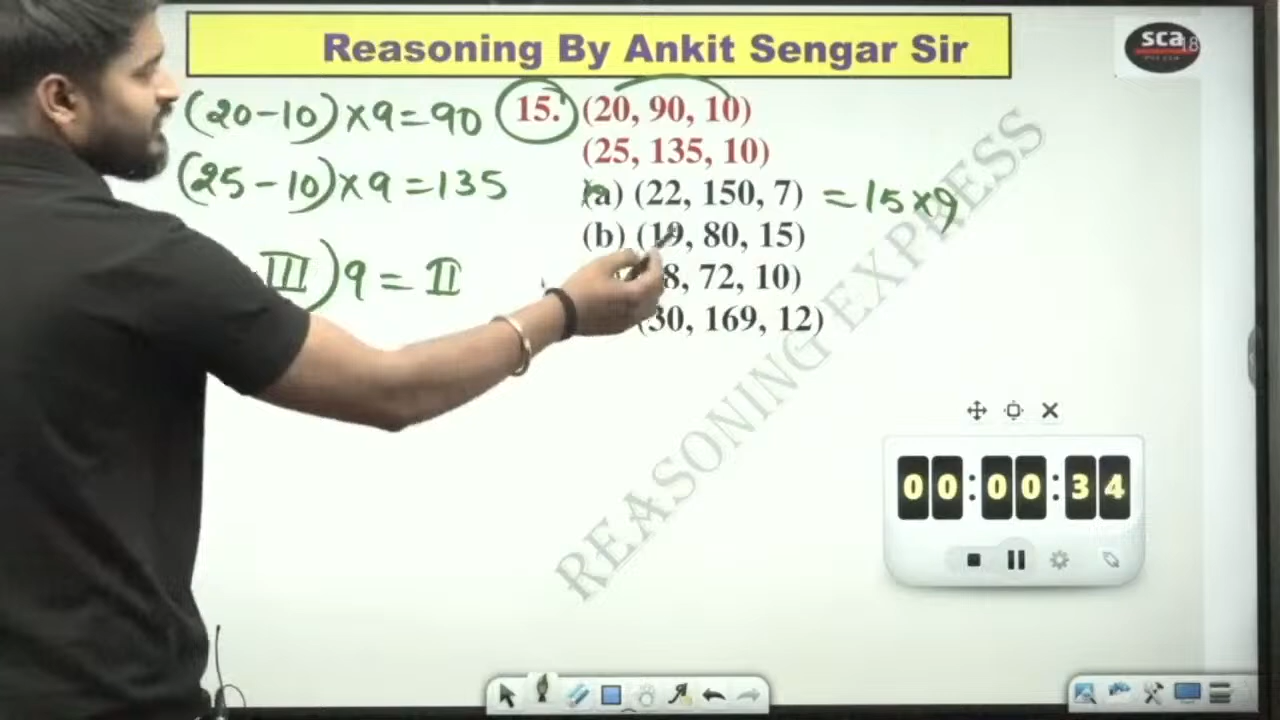 Reasoning By Ankit Sengar Sir
sca
18
(20-10)×9=90
15. (20, 90, 10)
(25, 135, 10)
(25-10)×9=135
(a) (22, 150, 7) =15×9
(b) (19, 80, 15)
III)9=II
8, 72, 10)
(30, 169, 12)
REASONING EXPRESS
00:00:34